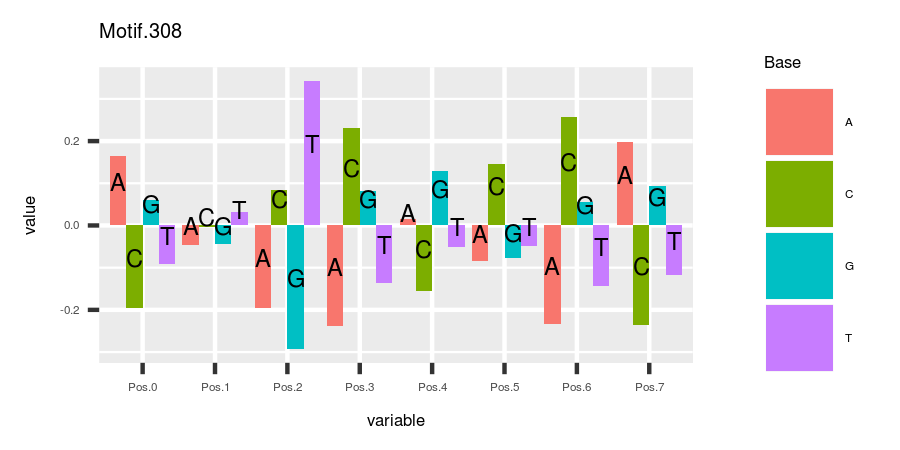 Motif.308
value
0.2
0.0
-0.2
A C G T
A C G T
A C G T
A C G T
A C G T
A C G T
A C G T
A C G T
Pos.0 Pos.1 Pos.2 Pos.3 Pos.4 Pos.5 Pos.6 Pos.7
variable
Base
A
C
G
T